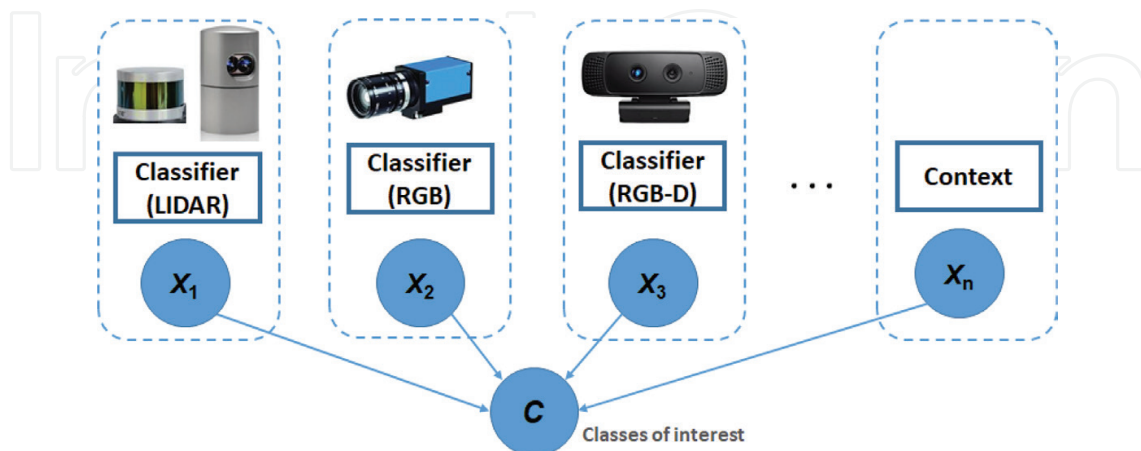 Classifier
(LIDAR)
Classifier
(RGB)
Classifier
(RGB-D)
. . .
Context
X1
X2
X3
Xn
C
Classes of interest